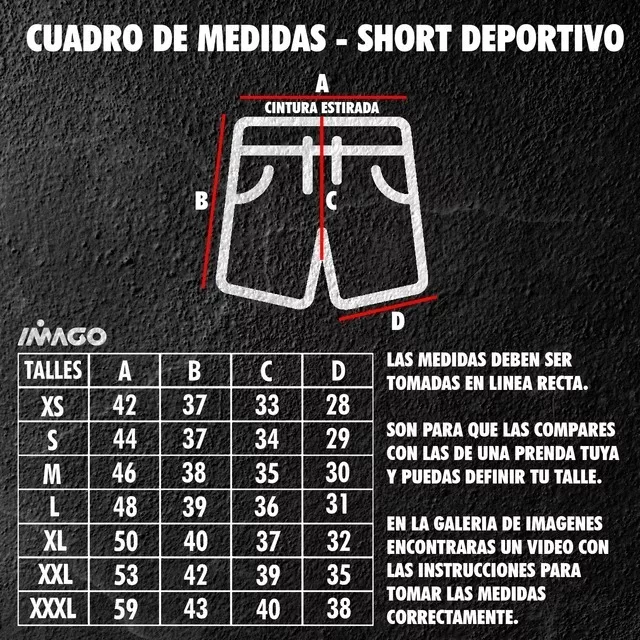 CUADRO DE MEDIDAS - SHORT DEPORTIVO
A
CINTURA ESTIRADA
B
C
D
IMAGO
TALLES A B C D
XS 42 37 33 28
S 44 37 34 29
M 46 38 35 30
L 48 39 36 31
XL 50 40 37 32
XXL 53 42 39 35
XXXL 59 43 40 38
LAS MEDIDAS DEBEN SER
TOMADAS EN LINEA RECTA.
SON PARA QUE LAS COMPARES
CON LAS DE UNA PRENDA TUYA
Y PUEDAS DEFINIR TU TALLE.
EN LA GALERIA DE IMAGENES
ENCONTRARAS UN VIDEO CON
LAS INSTRUCCIONES PARA
TOMAR LAS MEDIDAS
CORRECTAMENTE.